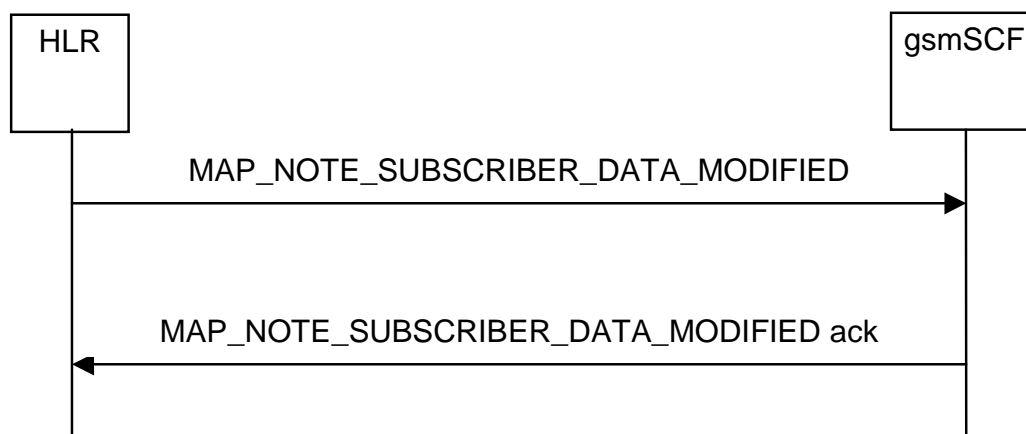 HLR
gsmSCF
MAP_NOTE_SUBSCRIBER_DATA_MODIFIED
MAP_NOTE_SUBSCRIBER_DATA_MODIFIED ack